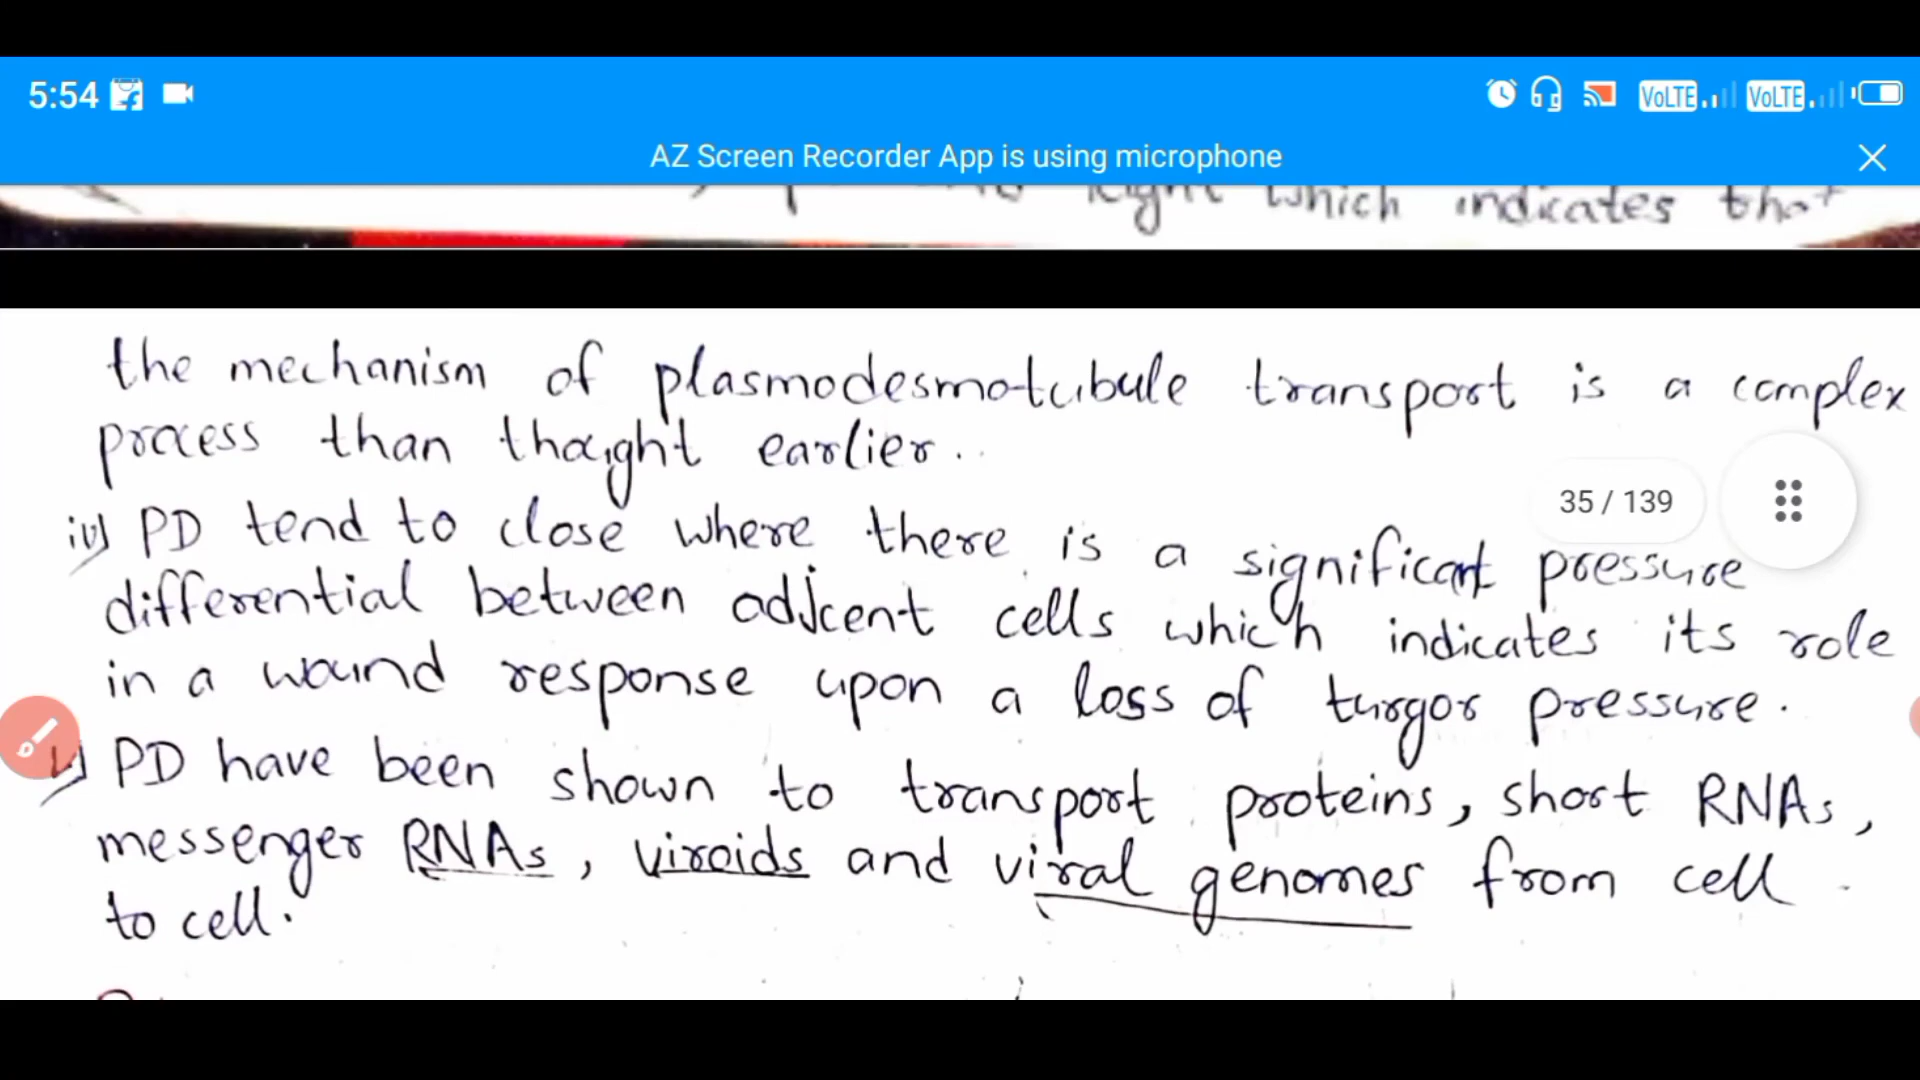 5:54
VoLTE VoLTE
AZ Screen Recorder App is using microphone
which indicates that
the mechanism of plasmodesmotubule transport is a complex
process than thought earlier..
35 / 139
iv) PD tend to close where there is a significant pressure
differential between adjcent cells which indicates its role
in a wound response upon a loss of turgor pressure.
v) PD have been shown to transport proteins, short RNAs,
messenger RNAs, viroids and viral genomes from cell
to cell.